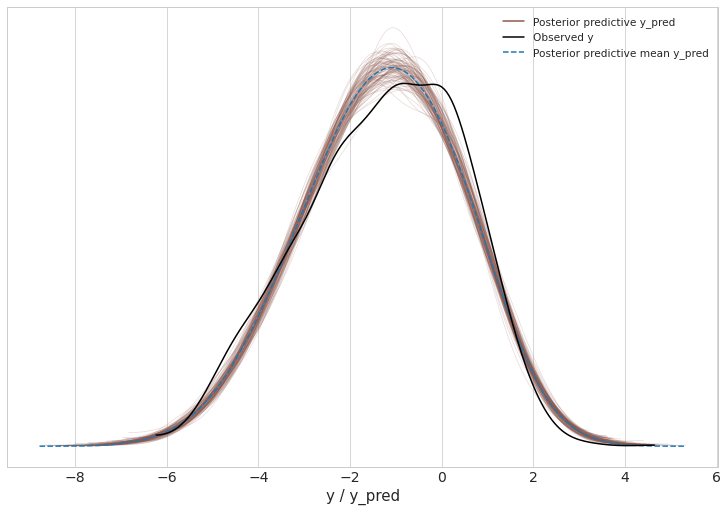 Posterior predictive y_pred
Observed y
Posterior predictive mean y_pred
−8 −6 −4 −2 0 2 4 6
y / y_pred